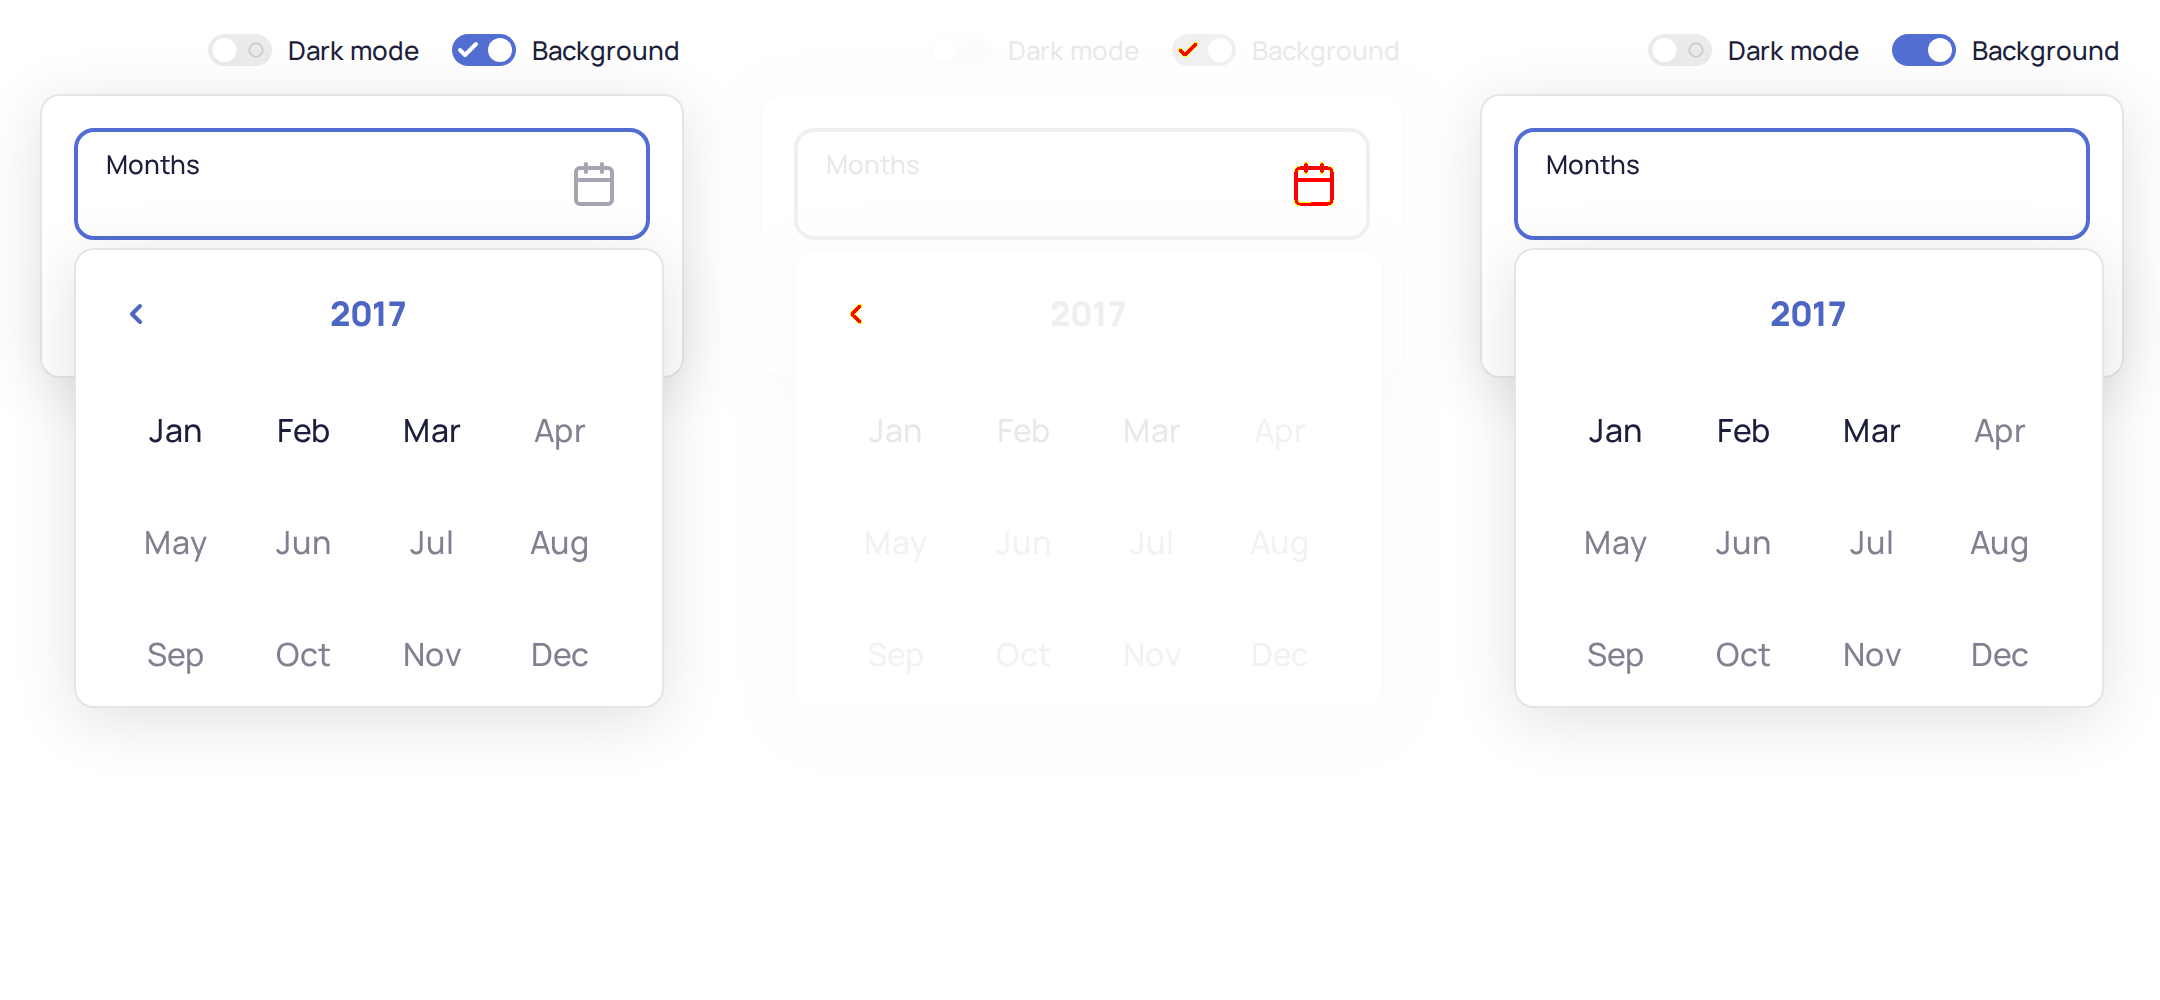 Dark mode Background Dark mode Background Dark mode Background
Months Months Months
2017 2017 2017
Jan Feb Mar Apr Jan Feb Mar Apr Jan Feb Mar Apr
May Jun Jul Aug May Jun Jul Aug May Jun Jul Aug
Sep Oct Nov Dec Sep Oct Nov Dec Sep Oct Nov Dec